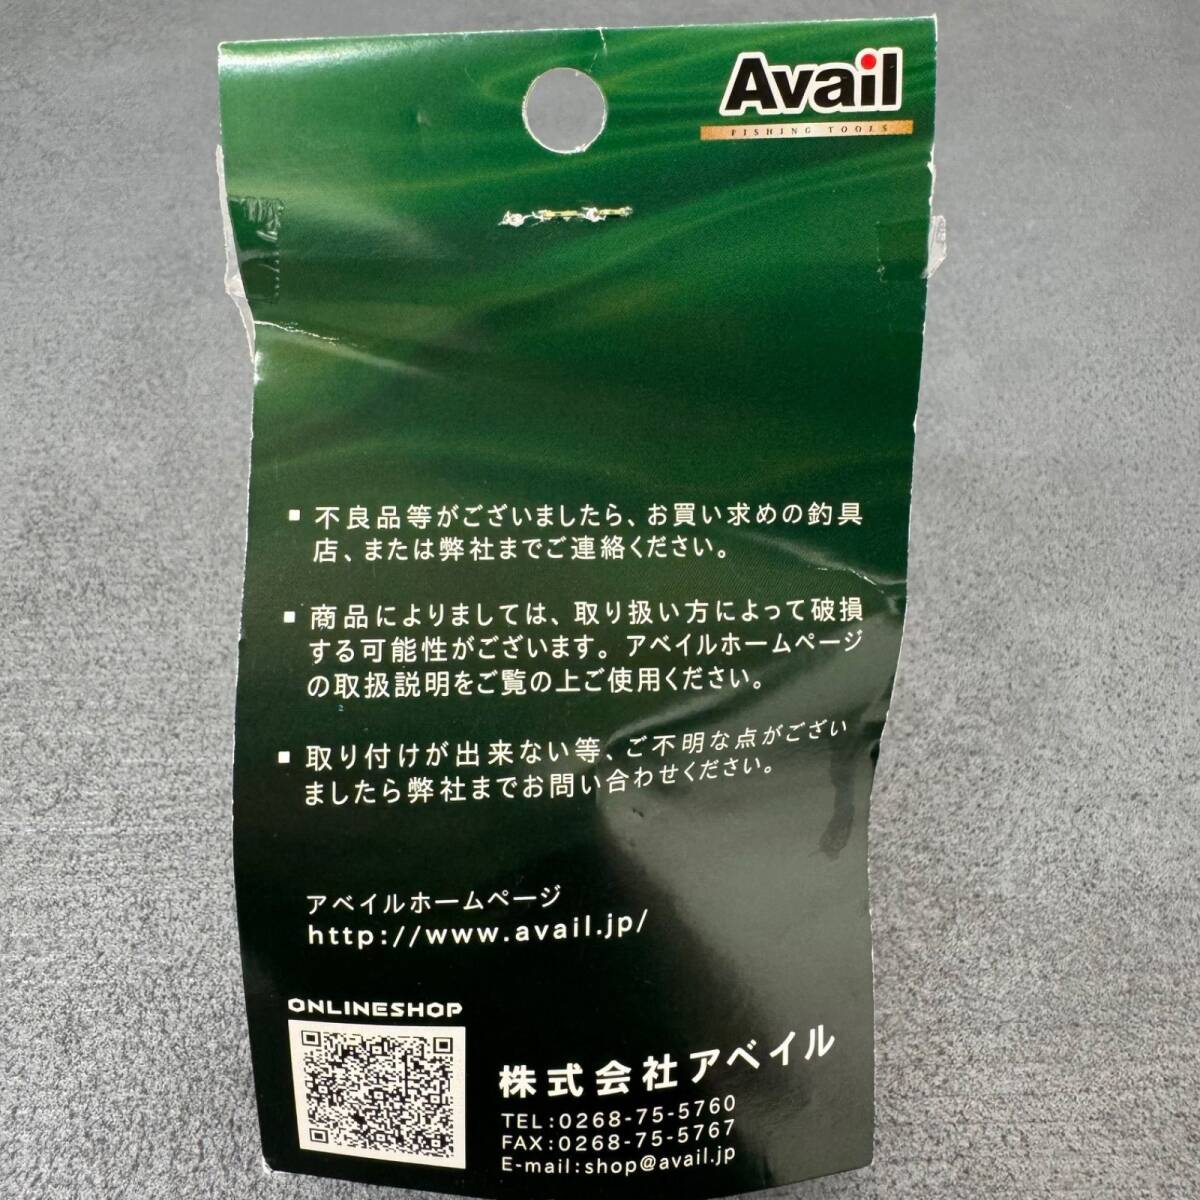 Avail
FISHING TOOLS
■ 不良品等がございましたら、お買い求めの釣具
店、または弊社までご連絡ください。
■ 商品によりましては、取り扱い方によって破損
する可能性がございます。アベイルホームページ
の取扱説明をご覧の上ご使用ください。
■ 取り付けが出来ない等、ご不明な点がござい
ましたら弊社までお問い合わせください。
アベイルホームページ
http://www.avail.jp/
ONLINESHOP
株式会社アベイル
TEL:0268-75-5760
FAX:0268-75-5767
E-mail:shop@avail.jp